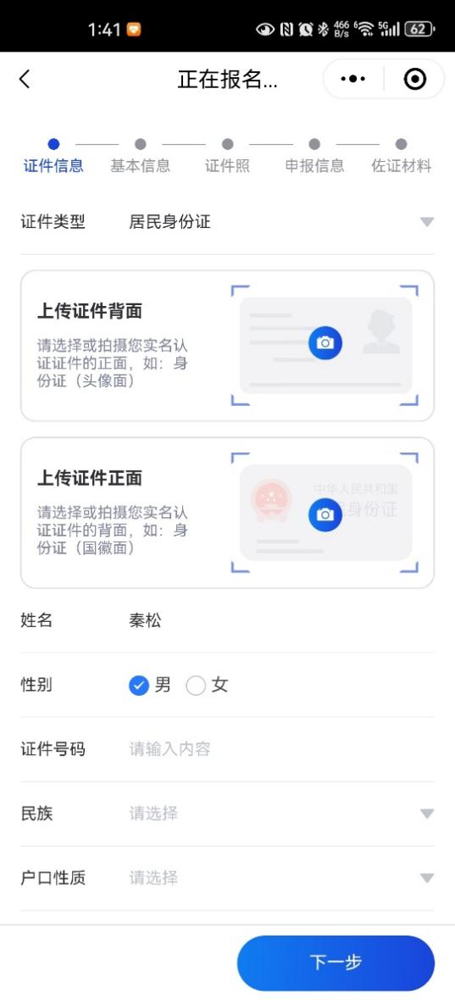 1:41
466 B/s
6
5G
62
正在报名...
证件信息 基本信息 证件照 申报信息 佐证材料
证件类型 居民身份证
上传证件背面
请选择或拍摄您实名认
证证件的正面，如：身
份证（头像面）
上传证件正面
请选择或拍摄您实名认
证证件的背面，如：身
份证（国徽面）
中华人民共和国
民身份证
姓名 秦松
性别 男 女
证件号码 请输入内容
民族 请选择
户口性质 请选择
下一步